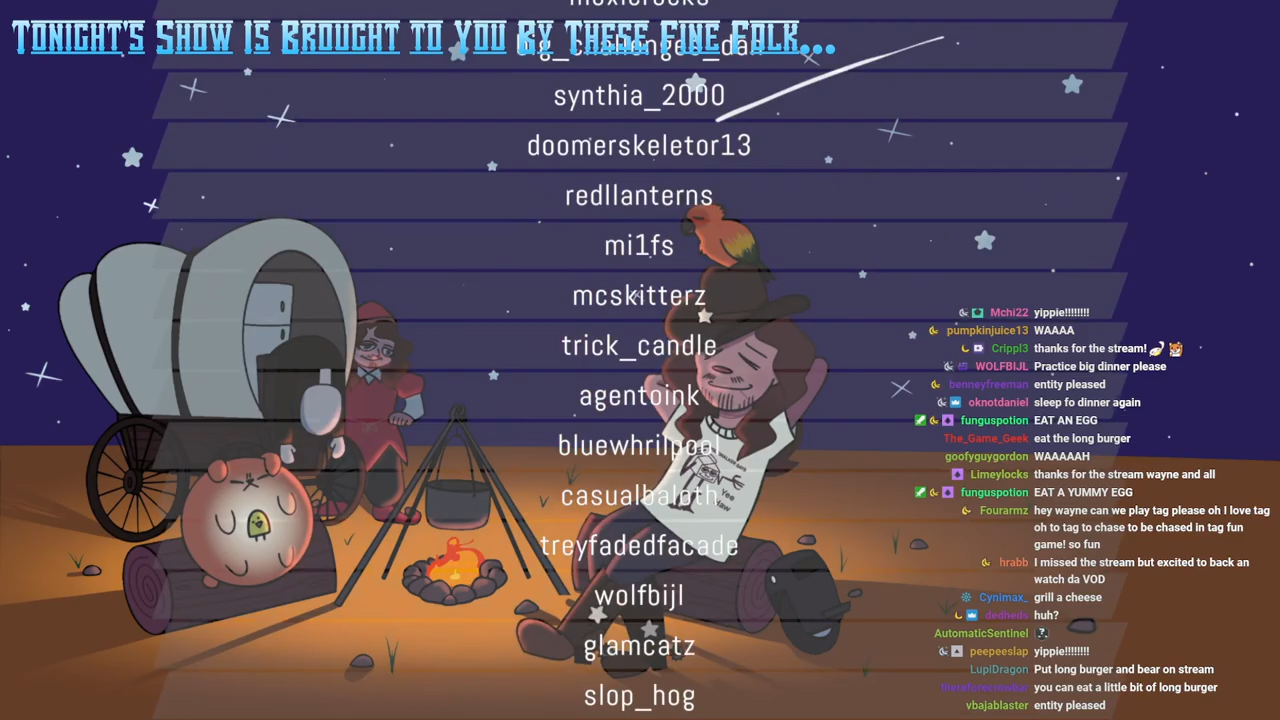 TONIGHT'S SHOW IS BROUGHT TO YOU BY THESE FINE FOLK...
synthia_2000
doomerskeletor13
redllanterns
mi1fs
mcskitterz
trick_candle
agentoink
bluewhrilpool
casualbaloth
treyfadedfacade
wolfbijl
glamcatz
slop_hog
Yee
Yaw
Mchi22 yippie!!!!!!!!
pumpkinjuice13 WAAAA
Crippl3 thanks for the stream!
WOLFBIJL Practice big dinner please
benneyfreeman entity pleased
oknotdaniel sleep fo dinner again
funguspotion EAT AN EGG
The_Game_Geek eat the long burger
goofyguygordon WAAAAAH
Limeylocks thanks for the stream wayne and all
funguspotion EAT A YUMMY EGG
Fourarmz hey wayne can we play tag please oh I love tag
oh to tag to chase to be chased in tag fun
game! so fun
hrabb I missed the stream but excited to back an
watch da VOD
Cynimax_ grill a cheese
dedheds huh?
AutomaticSentinel
peepeeslap yippie!!!!!!!!
LupiDragon Put long burger and bear on stream
you can eat a little bit of long burger
vbajablaster entity pleased